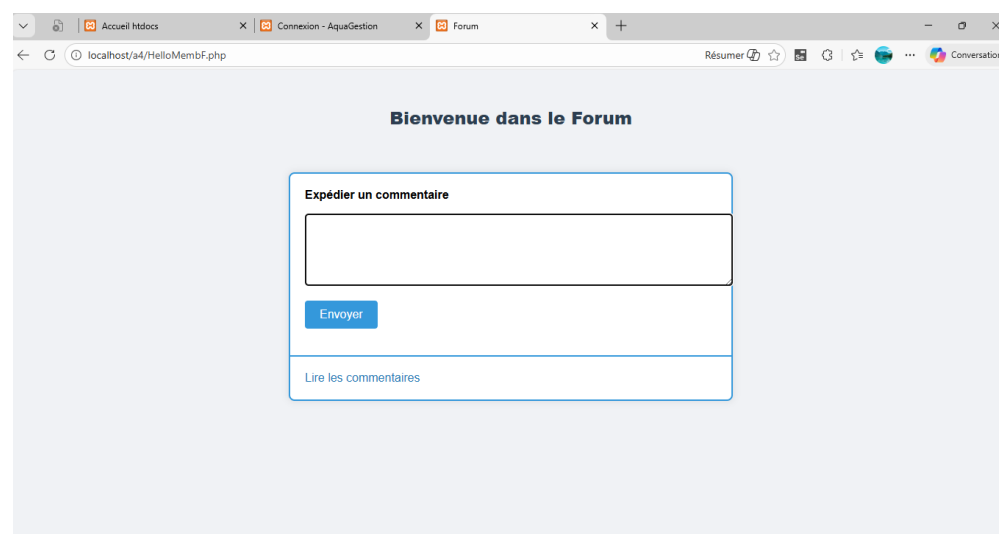 Accueil htdocs
Connexion - AquaGestion
Forum
localhost/a4/HelloMembF.php
Résumer
Se
Conversation
Bienvenue dans le Forum
Expédier un commentaire
Envoyer
Lire les commentaires